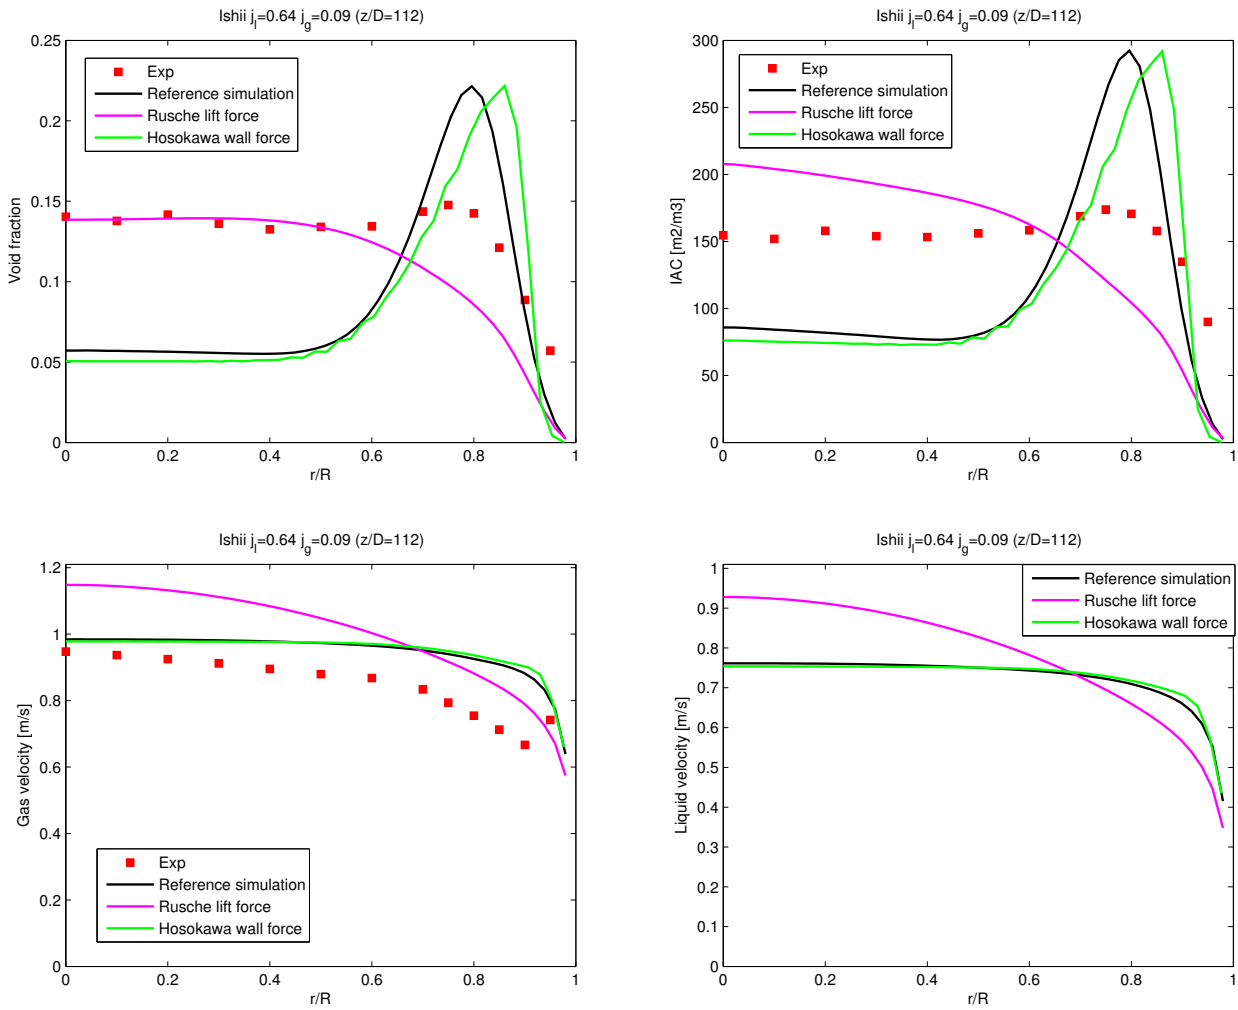 Ishii j_l=0.64 j_g=0.09 (z/D=112)
0.25
0.2
0.15
0.1
0.05
0
Void fraction
Exp
Reference simulation
Rusche lift force
Hosokawa wall force
0 0.2 0.4 0.6 0.8 1
r/R
Ishii j_l=0.64 j_g=0.09 (z/D=112)
300
250
200
150
100
50
0
IAC [m2/m3]
Exp
Reference simulation
Rusche lift force
Hosokawa wall force
0 0.2 0.4 0.6 0.8 1
r/R
Ishii j_l=0.64 j_g=0.09 (z/D=112)
1.2
1
0.8
0.6
0.4
0.2
0
Gas velocity [m/s]
Exp
Reference simulation
Rusche lift force
Hosokawa wall force
0 0.2 0.4 0.6 0.8 1
r/R
Ishii j_l=0.64 j_g=0.09 (z/D=112)
1
0.9
0.8
0.7
0.6
0.5
0.4
0.3
0.2
0.1
0
Liquid velocity [m/s]
Reference simulation
Rusche lift force
Hosokawa wall force
0 0.2 0.4 0.6 0.8 1
r/R